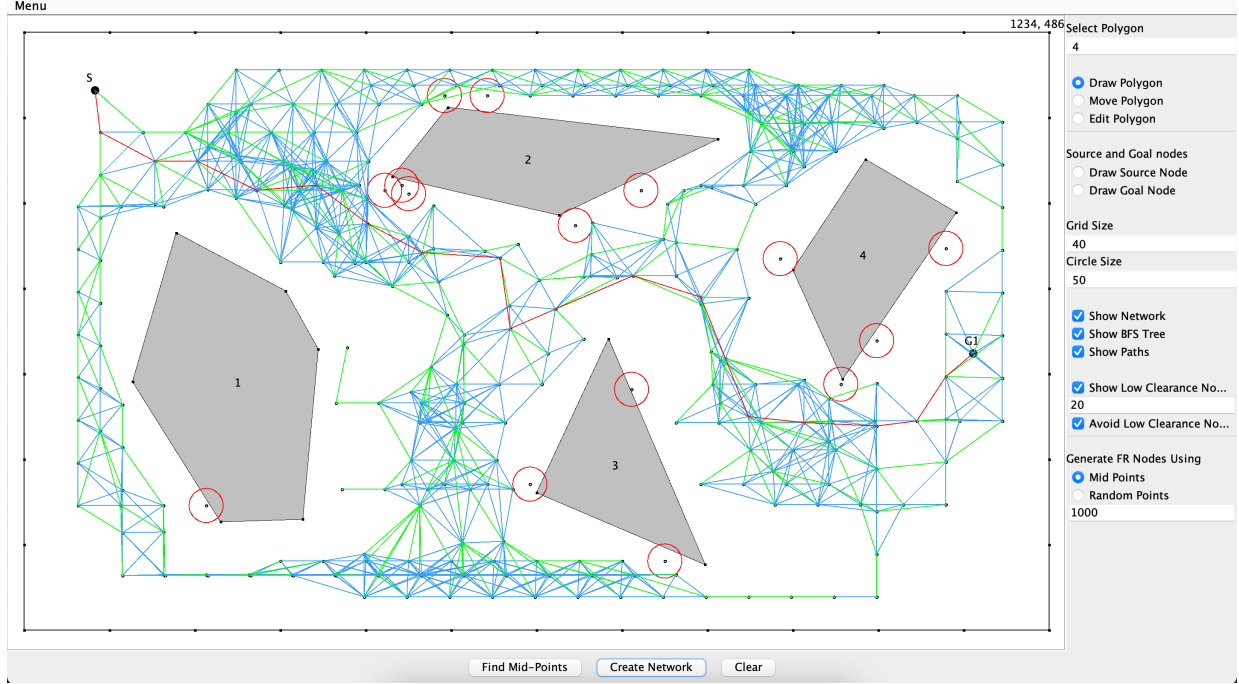 Menu
1234, 486
S
2
4
G1
1
3
Select Polygon
4
Draw Polygon
Move Polygon
Edit Polygon
Source and Goal nodes
Draw Source Node
Draw Goal Node
Grid Size
40
Circle Size
50
Show Network
Show BFS Tree
Show Paths
Show Low Clearance No...
20
Avoid Low Clearance No...
Generate FR Nodes Using
Mid Points
Random Points
1000
Find Mid-Points
Create Network
Clear